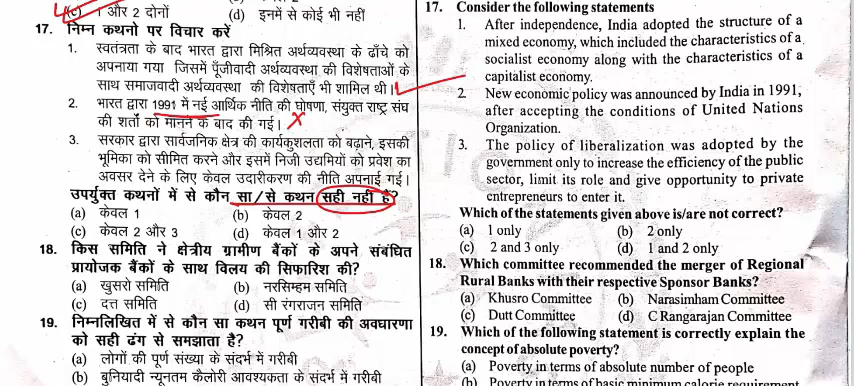 (c) 1 और 2 दोनों (d) इनमें से कोई भी नहीं
17. निम्न कथनो पर विचार करें
1. स्वतंत्रता के बाद भारत द्वारा मिश्रित अर्थव्यवस्था के ढाँचे को
अपनाया गया जिसमें पूँजीवादी अर्थव्यवस्था की विशेषताओं के
साथ समाजवादी अर्थव्यवस्था की विशेषताएँ भी शामिल थी।
2. भारत द्वारा 1991 में नई आर्थिक नीति की घोषणा, संयुक्त राष्ट्र संघ
की शर्तों को मानने के बाद की गई।
3. सरकार द्वारा सार्वजनिक क्षेत्र की कार्यकुशलता को बढ़ाने, इसकी
भूमिका को सीमित करने और इसमें निजी उद्यमियों को प्रवेश का
अवसर देने के लिए केवल उदारीकरण की नीति अपनाई गई।
उपर्युक्त कथनों में से कौन सा/से कथन सही नहीं है?
(a) केवल 1 (b) केवल 2
(c) केवल 2 और 3 (d) केवल 1 और 2
18. किस समिति ने क्षेत्रीय ग्रामीण बैंकों के अपने संबंधित
प्रायोजक बैंकों के साथ विलय की सिफारिश की?
(a) खुसरो समिति (b) नरसिम्हम समिति
(c) दत्त समिति (d) सी रंगराजन समिति
19. निम्नलिखित में से कौन सा कथन पूर्ण गरीबी की अवधारणा
को सही ढंग से समझाता है?
(a) लोगों की पूर्ण संख्या के संदर्भ में गरीबी
(b) बुनियादी न्यूनतम कैलोरी आवश्यकता के संदर्भ में गरीबी
17. Consider the following statements
1. After independence, India adopted the structure of a
mixed economy, which included the characteristics of a
socialist economy along with the characteristics of a
capitalist economy.
2. New economic policy was announced by India in 1991,
after accepting the conditions of United Nations
Organization.
3. The policy of liberalization was adopted by the
government only to increase the efficiency of the public
sector, limit its role and give opportunity to private
entrepreneurs to enter it.
Which of the statements given above is/are not correct?
(a) 1 only (b) 2 only
(c) 2 and 3 only (d) 1 and 2 only
18. Which committee recommended the merger of Regional
Rural Banks with their respective Sponsor Banks?
(a) Khusro Committee (b) Narasimham Committee
(c) Dutt Committee (d) C Rangarajan Committee
19. Which of the following statement is correctly explain the
concept of absolute poverty?
(a) Poverty in terms of absolute number of people
(b) Poverty in terms of basic minimum calorie requirement